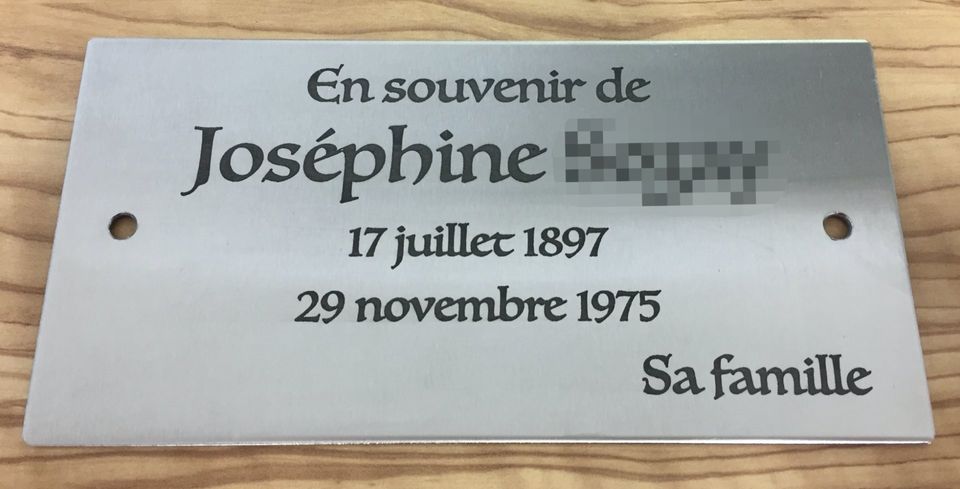 En souvenir de
Joséphine
17 juillet 1897
29 novembre 1975
Sa famille